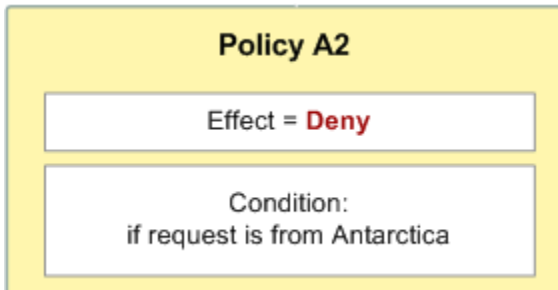 Policy A2
Effect = Deny
Condition:
if request is from Antarctica